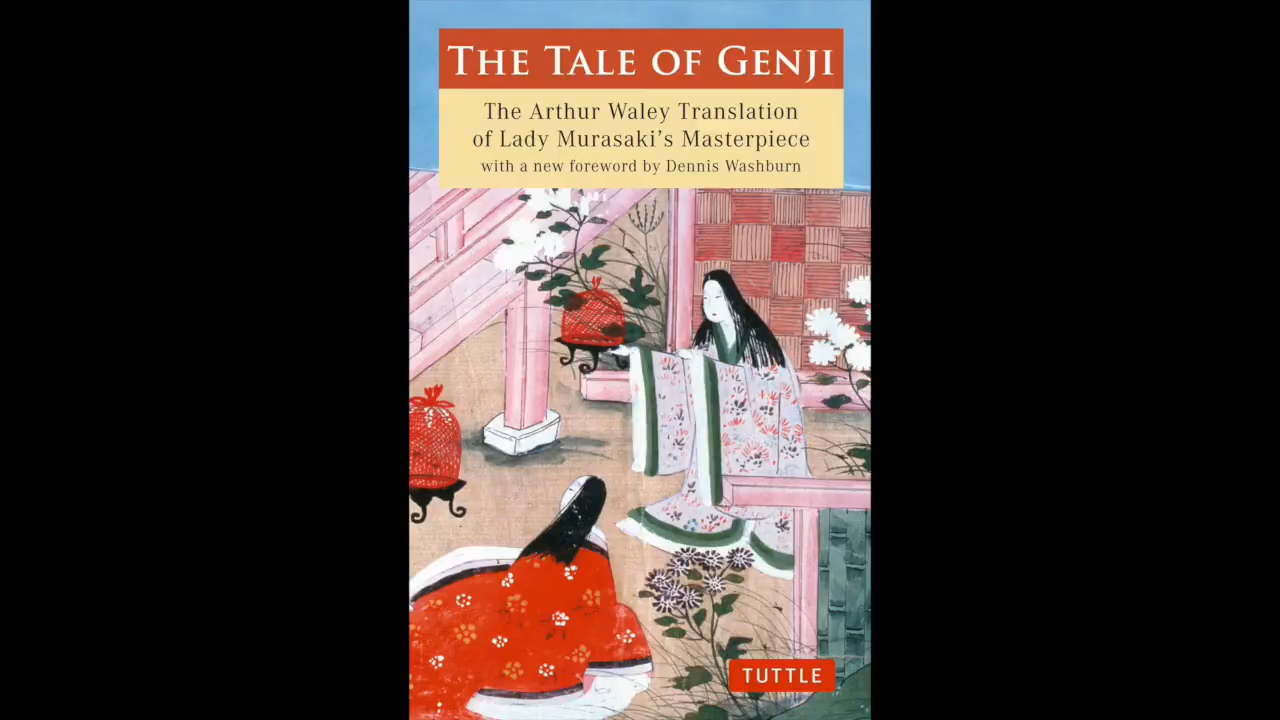 THE TALE OF GENJI
The Arthur Waley Translation
of Lady Murasaki's Masterpiece
with a new foreword by Dennis Washburn
TUTTLE